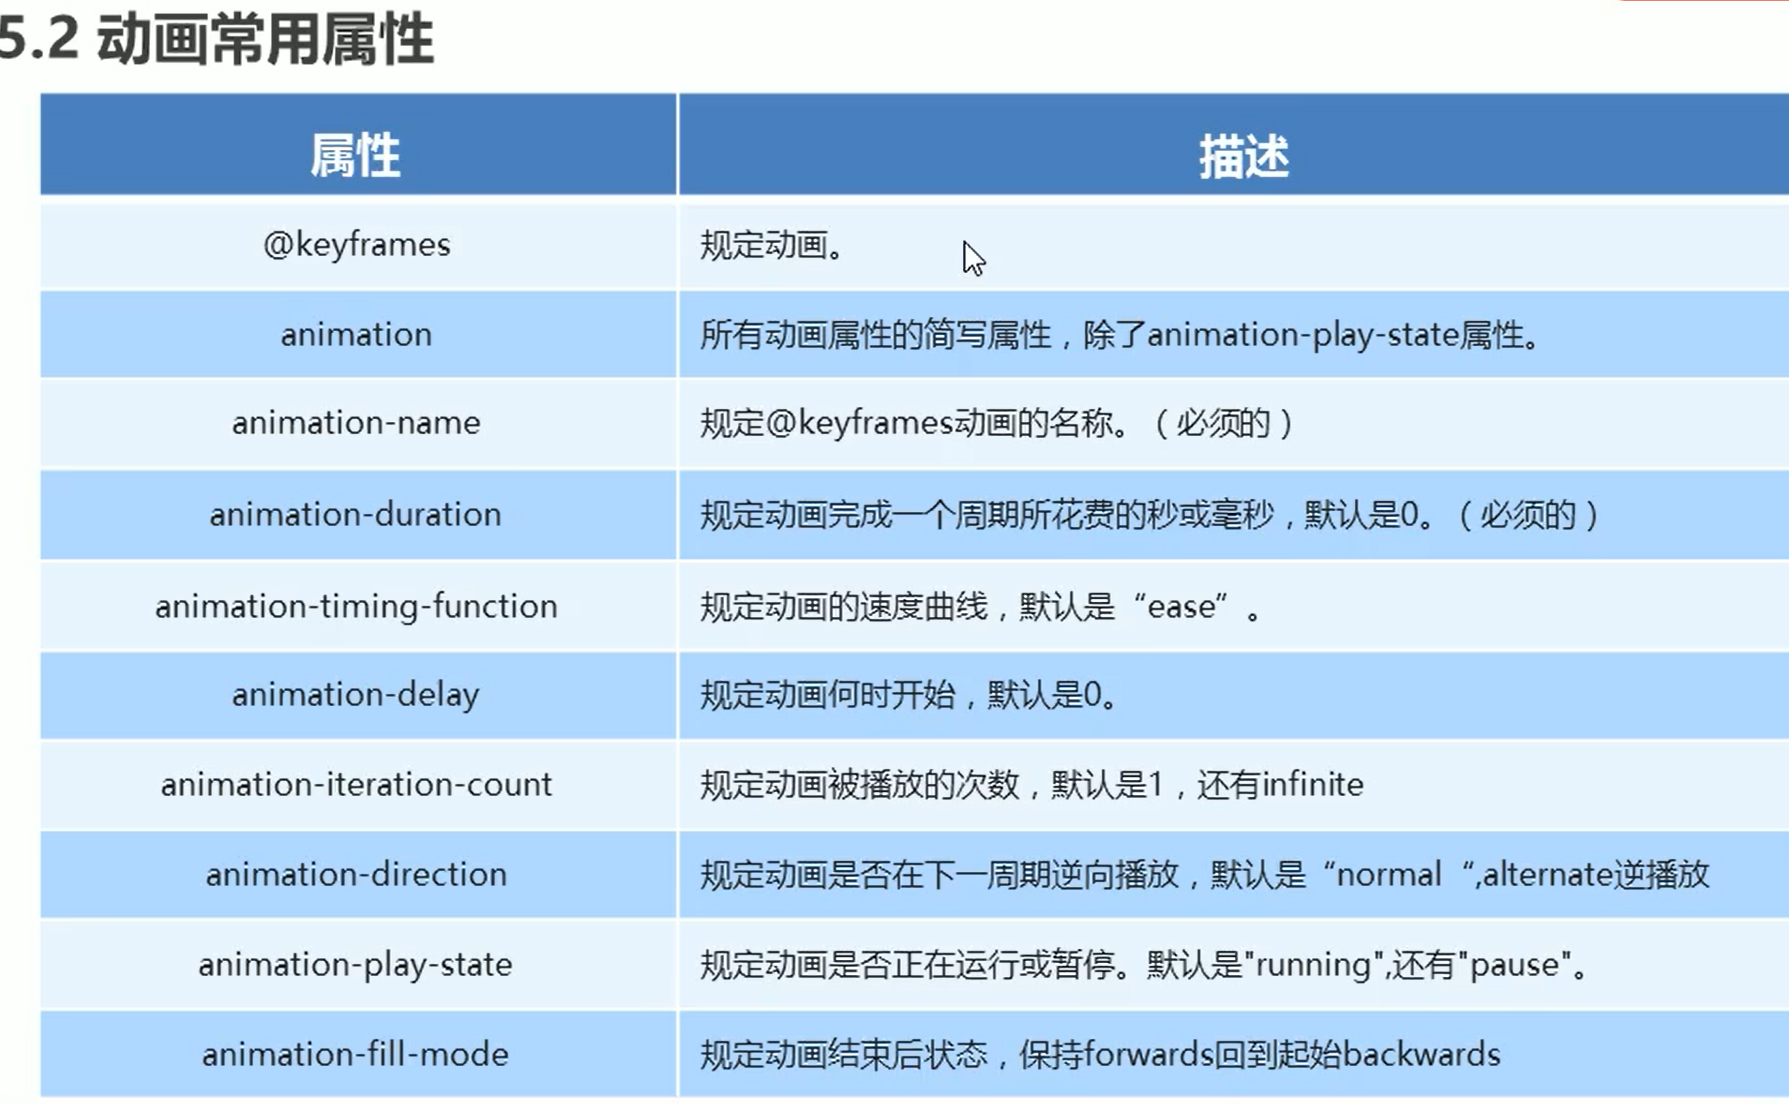 5.2 动画常用属性
属性 描述
@keyframes 规定动画。
animation 所有动画属性的简写属性，除了animation-play-state属性。
animation-name 规定@keyframes动画的名称。（必须的）
animation-duration 规定动画完成一个周期所花费的秒或毫秒，默认是0。（必须的）
animation-timing-function 规定动画的速度曲线，默认是“ease”。
animation-delay 规定动画何时开始，默认是0。
animation-iteration-count 规定动画被播放的次数，默认是1，还有infinite
animation-direction 规定动画是否在下一周期逆向播放，默认是“normal“,alternate逆播放
animation-play-state 规定动画是否正在运行或暂停。默认是"running",还有"pause"。
animation-fill-mode 规定动画结束后状态，保持forwards回到起始backwards